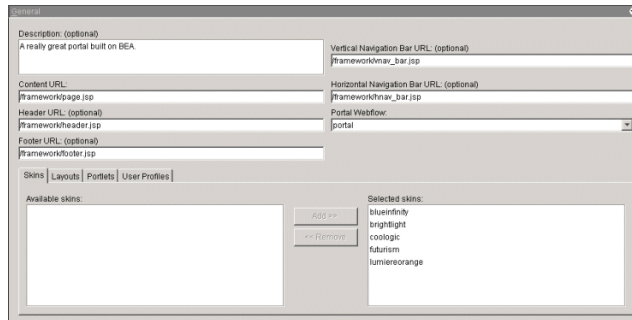 General
Description: (optional)
A really great portal built on BEA.
Vertical Navigation Bar URL: (optional)
/framework/vnav_bar.jsp
Content URL:
/framework/page.jsp
Horizontal Navigation Bar URL: (optional)
/framework/hnav_bar.jsp
Header URL: (optional)
/framework/header.jsp
Portal Webflow:
portal
Footer URL: (optional)
/framework/footer.jsp
Skins Layouts Portlets User Profiles
Available skins:
Selected skins:
Add >>
<< Remove
blueinfinity
brightlight
coologic
futurism
lumiereorange